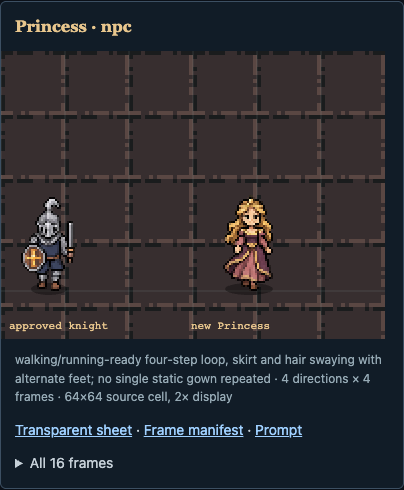 Princess · npc
approved knight new Princess
walking/running-ready four-step loop, skirt and hair swaying with
alternate feet; no single static gown repeated · 4 directions × 4
frames · 64×64 source cell, 2× display
Transparent sheet · Frame manifest · Prompt
▶ All 16 frames